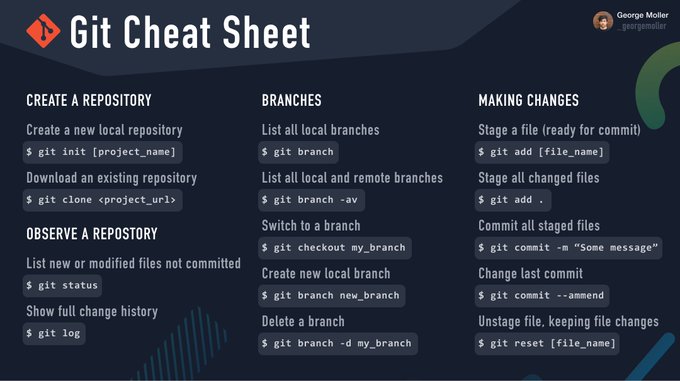 Git Cheat Sheet
George Moller
_georgemoller
CREATE A REPOSITORY
Create a new local repository
$ git init [project_name]
Download an existing repository
$ git clone <project_url>
OBSERVE A REPOSTORY
List new or modified files not committed
$ git status
Show full change history
$ git log
BRANCHES
List all local branches
$ git branch
List all local and remote branches
$ git branch -av
Switch to a branch
$ git checkout my_branch
Create new local branch
$ git branch new_branch
Delete a branch
$ git branch -d my_branch
MAKING CHANGES
Stage a file (ready for commit)
$ git add [file_name]
Stage all changed files
$ git add .
Commit all staged files
$ git commit -m “Some message”
Change last commit
$ git commit --ammend
Unstage file, keeping file changes
$ git reset [file_name]